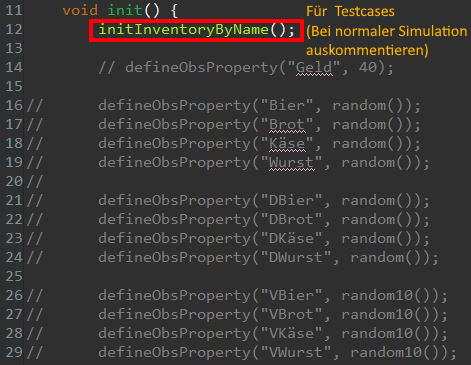 11 void init() { Für Testcases
12 initInventoryByName(); (Bei normaler Simulation
13 auskommentieren)
14 // defineObsProperty("Geld", 40);
15
16// defineObsProperty("Bier", random());
17// defineObsProperty("Brot", random());
18// defineObsProperty("Käse", random());
19// defineObsProperty("Wurst", random());
20//
21// defineObsProperty("DBier", random());
22// defineObsProperty("DBrot", random());
23// defineObsProperty("DKäse", random());
24// defineObsProperty("DWurst", random());
25
26// defineObsProperty("VBier", random10());
27// defineObsProperty("VBrot", random10());
28// defineObsProperty("VKäse", random10());
29// defineObsProperty("VWurst", random10());